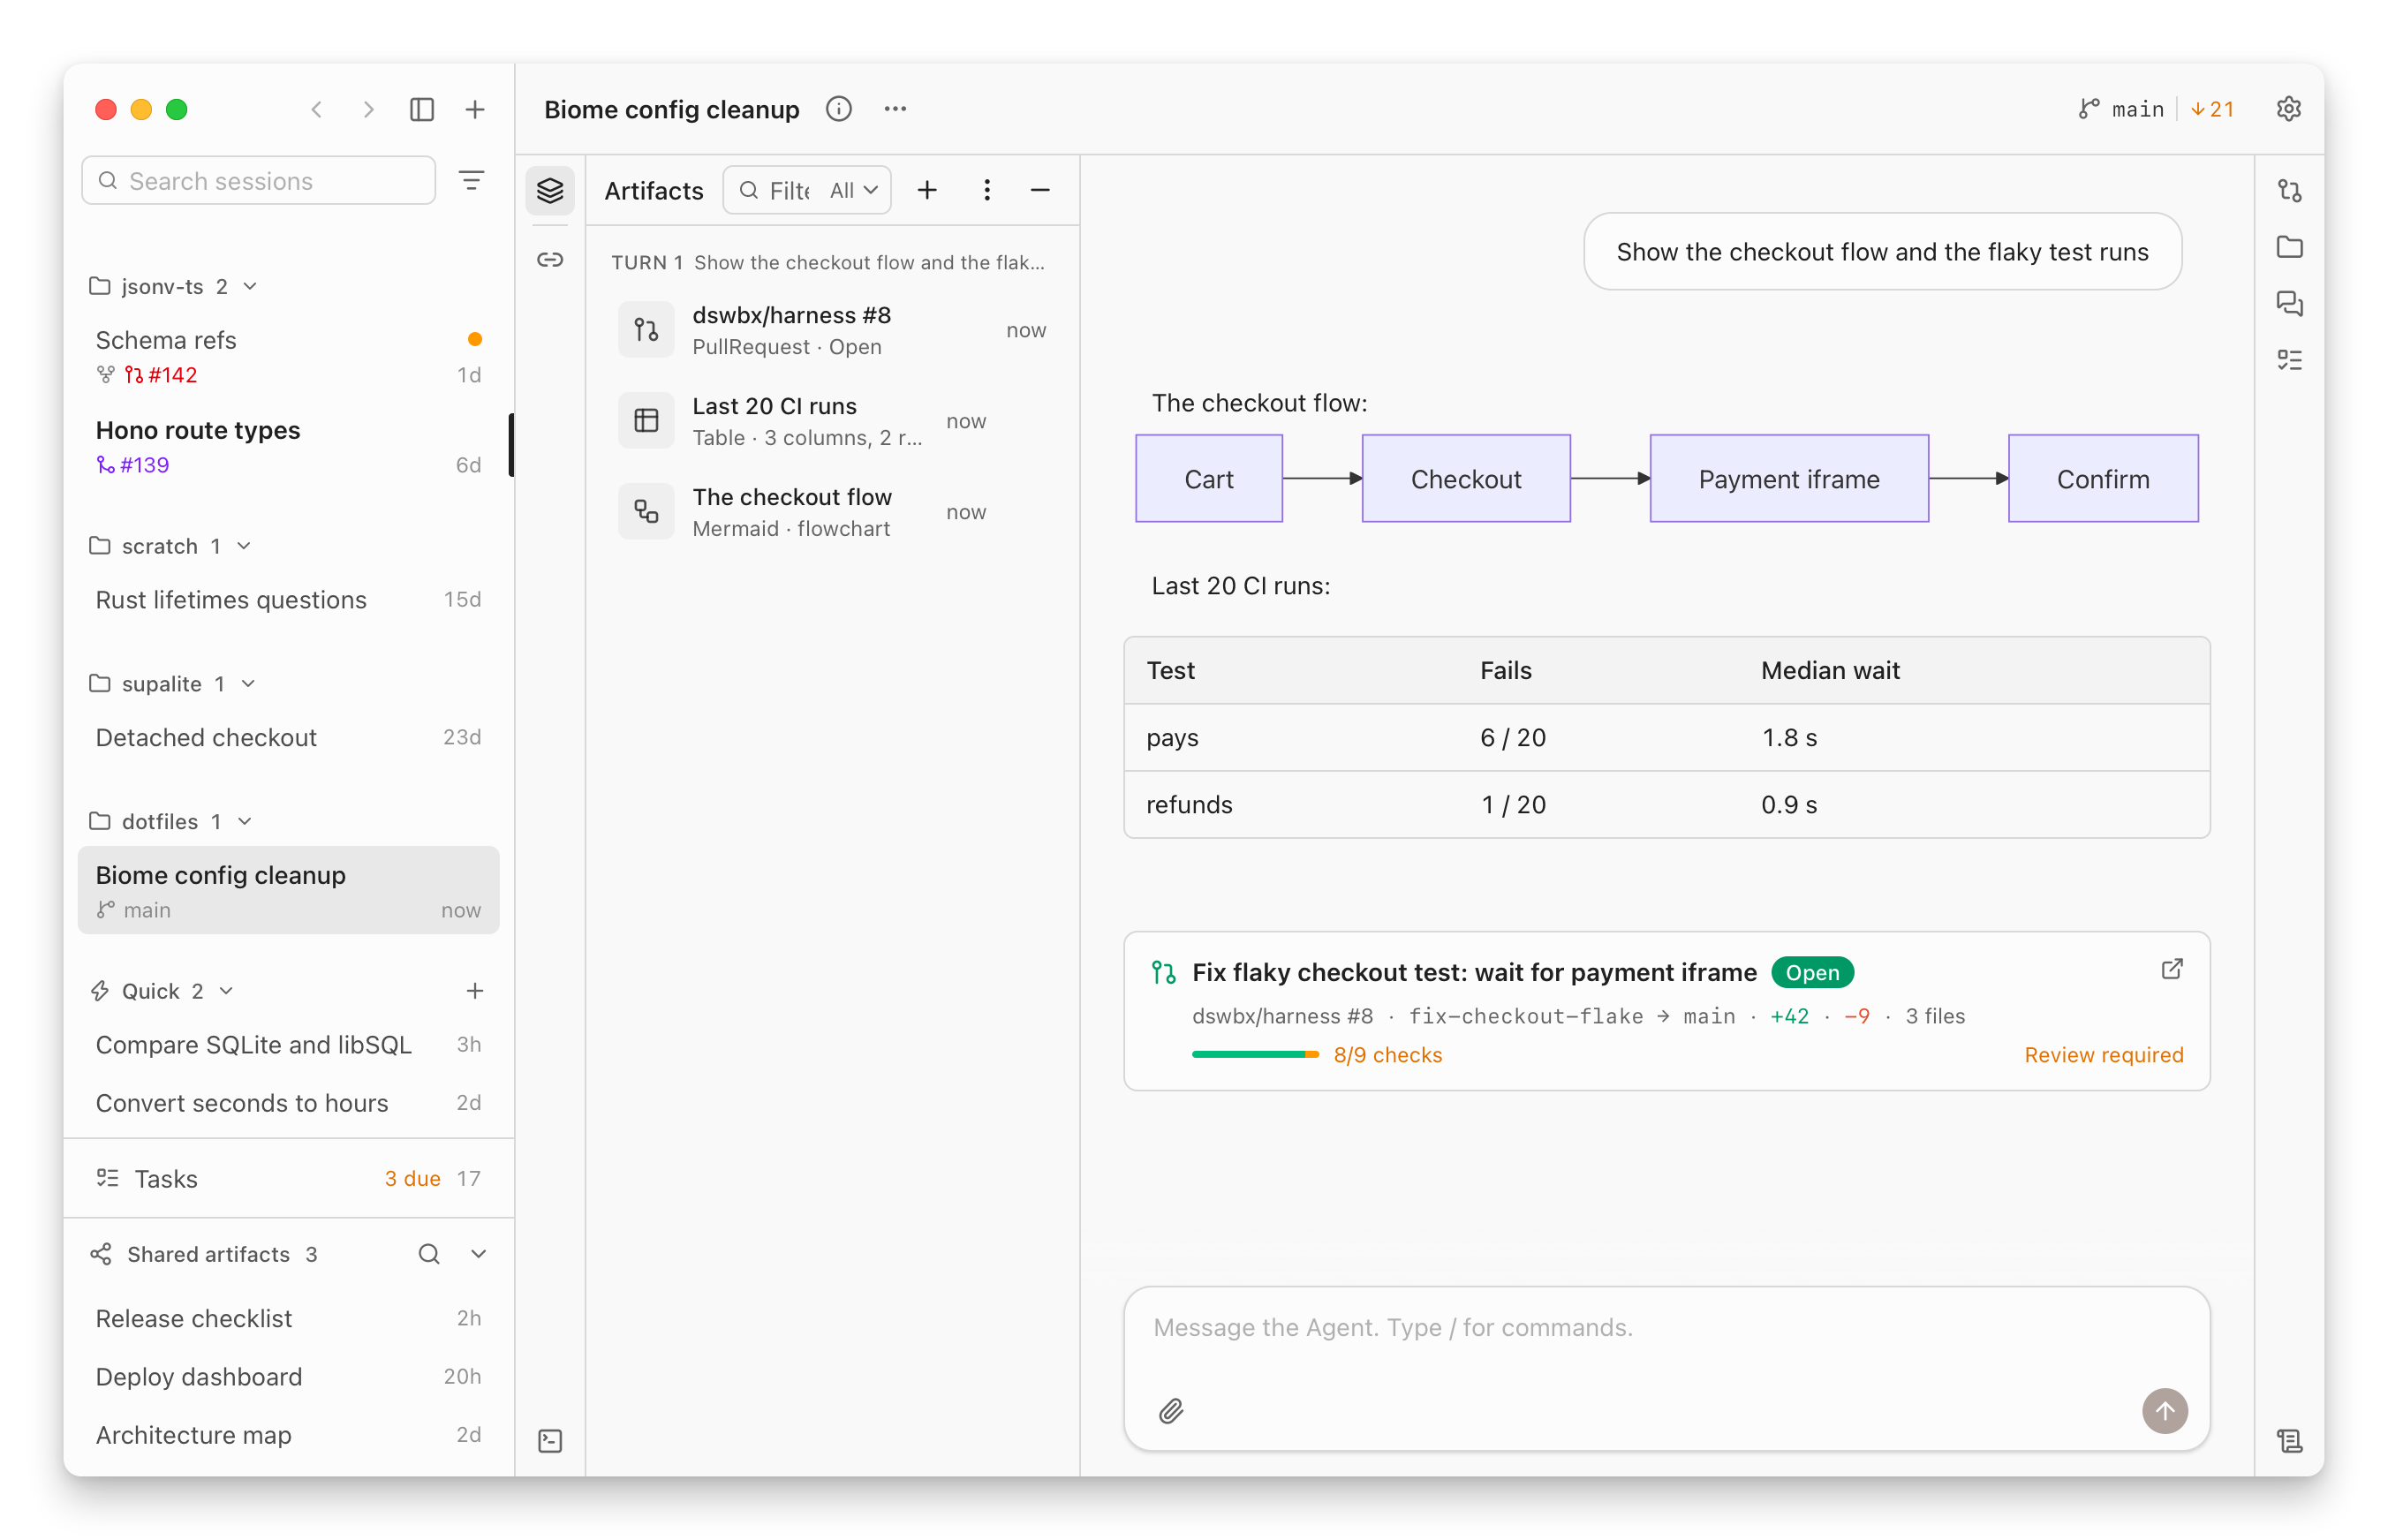 Search sessions
jsonv-ts 2
Schema refs
#142 1d
Hono route types
#139 6d
scratch 1
Rust lifetimes questions 15d
supalite 1
Detached checkout 23d
dotfiles 1
Biome config cleanup
main now
Quick 2
Compare SQLite and libSQL 3h
Convert seconds to hours 2d
Tasks 3 due 17
Shared artifacts 3
Release checklist 2h
Deploy dashboard 20h
Architecture map 2d
Biome config cleanup
main 21
Artifacts
Filte All
TURN 1 Show the checkout flow and the flak...
dswbx/harness #8
PullRequest · Open
now
Last 20 CI runs
Table · 3 columns, 2 r...
now
The checkout flow
Mermaid · flowchart
now
Show the checkout flow and the flaky test runs
The checkout flow:
Cart Checkout Payment iframe Confirm
Last 20 CI runs:
Test Fails Median wait
pays 6 / 20 1.8 s
refunds 1 / 20 0.9 s
Fix flaky checkout test: wait for payment iframe Open
dswbx/harness #8 · fix-checkout-flake → main · +42 · −9 · 3 files
8/9 checks Review required
Message the Agent. Type / for commands.